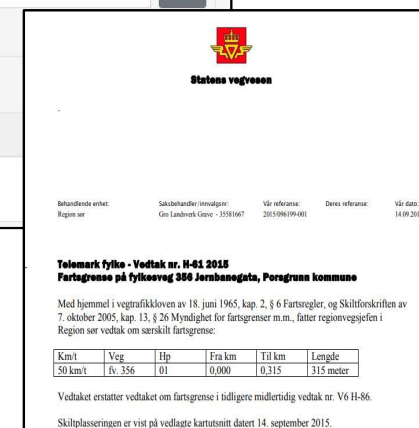 Statens vegvesen
Behandlende enhet: Saksbehandler/innvalgsnr: Vår referanse: Deres referanse: Vår dato:
Region sør Gro Landsverk Grave - 35581667 2015/096199-001 14.09.201
Telemark fylke - Vedtak nr. H-61 2015
Fartsgrense på fylkesveg 356 Jernbanegata, Porsgrunn kommune
Med hjemmel i vegtrafikkloven av 18. juni 1965, kap. 2, § 6 Fartsregler, og Skiltforskriften av
7. oktober 2005, kap. 13, § 26 Myndighet for fartsgrenser m.m., fatter regionvegsjefen i
Region sør vedtak om særskilt fartsgrense:
Km/t Veg Hp Fra km Til km Lengde
50 km/t fv. 356 01 0,000 0,315 315 meter
Vedtaket erstatter vedtaket om fartsgrense i tidligere midlertidig vedtak nr. V6 H-86.
Skiltplasseringen er vist på vedlagte kartutsnitt datert 14. september 2015.